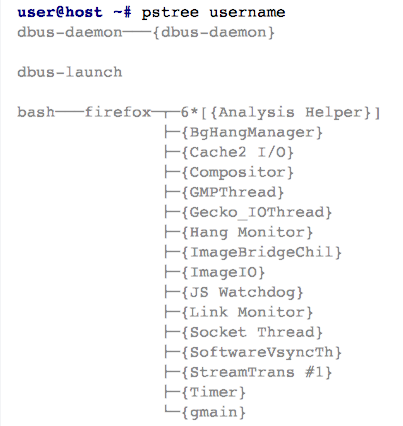 user@host ~# pstree username
dbus-daemon───{dbus-daemon}
dbus-launch
bash───firefox─┬─6*[{Analysis Helper}]
├─{BgHangManager}
├─{Cache2 I/O}
├─{Compositor}
├─{GMPThread}
├─{Gecko_IOThread}
├─{Hang Monitor}
├─{ImageBridgeChil}
├─{ImageIO}
├─{JS Watchdog}
├─{Link Monitor}
├─{Socket Thread}
├─{SoftwareVsyncTh}
├─{StreamTrans #1}
├─{Timer}
└─{gmain}